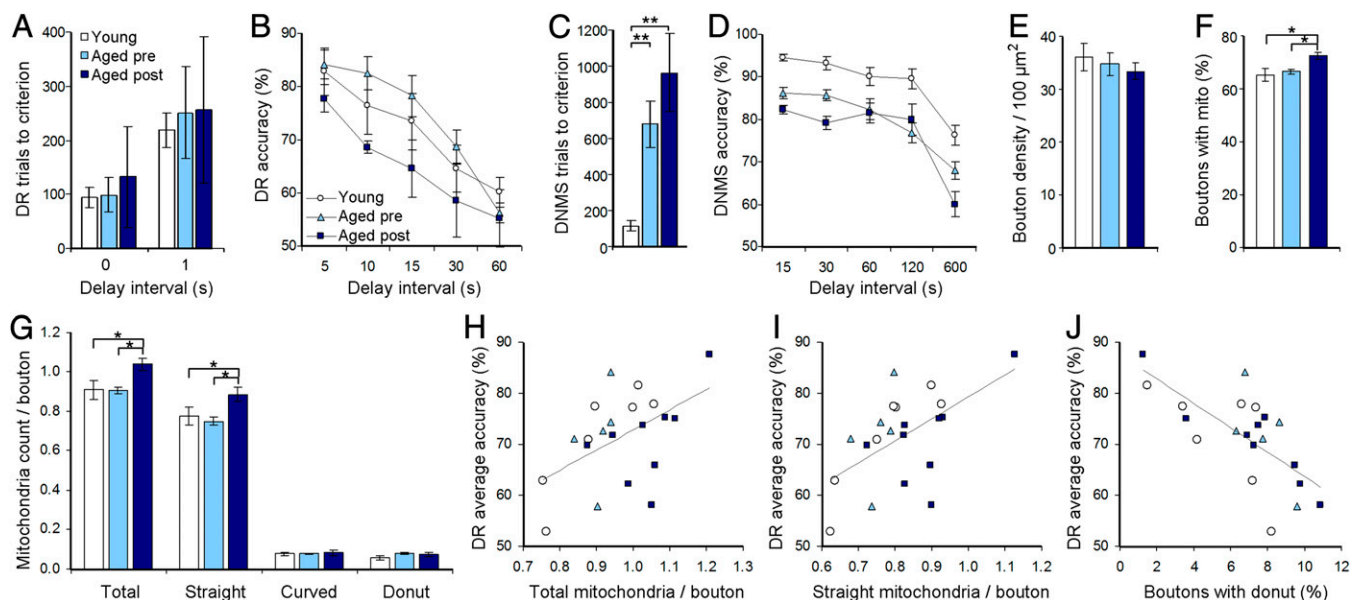 A
Young
Aged pre
Aged post
DR trials to criterion
400
300
200
100
0
0 1
Delay interval (s)
B
DR accuracy (%)
90
80
70
60
50
Young
Aged pre
Aged post
5 10 15 30 60
Delay interval (s)
C
** **
DNMS trials to criterion
1200
1000
800
600
400
200
0
D
DNMS accuracy (%)
100
90
80
70
60
50
15 30 60 120 600
Delay interval (s)
E
Bouton density / 100 µm²
40
30
20
10
0
F
* *
Boutons with mito (%)
80
60
40
20
0
G
* * * *
Mitochondria count / bouton
1.2
1.0
0.8
0.6
0.4
0.2
0.0
Total Straight Curved Donut
H
DR average accuracy (%)
90
80
70
60
50
0.7 0.8 0.9 1.0 1.1 1.2 1.3
Total mitochondria / bouton
I
DR average accuracy (%)
90
80
70
60
50
0.6 0.7 0.8 0.9 1.0 1.1 1.2
Straight mitochondria / bouton
J
DR average accuracy (%)
90
80
70
60
50
0 2 4 6 8 10 12
Boutons with donut (%)